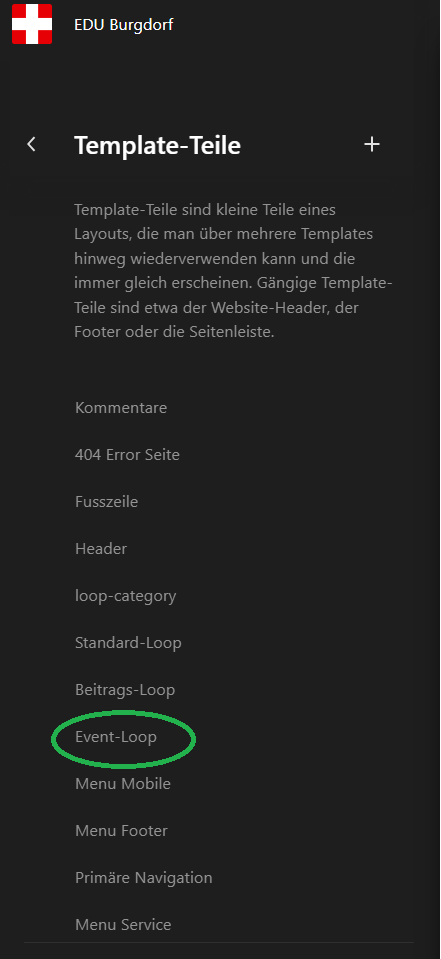 EDU Burgdorf
Template-Teile
Template-Teile sind kleine Teile eines
Layouts, die man über mehrere Templates
hinweg wiederverwenden kann und die
immer gleich erscheinen. Gängige Template-
Teile sind etwa der Website-Header, der
Footer oder die Seitenleiste.
Kommentare
404 Error Seite
Fusszeile
Header
loop-category
Standard-Loop
Beitrags-Loop
Event-Loop
Menu Mobile
Menu Footer
Primäre Navigation
Menu Service